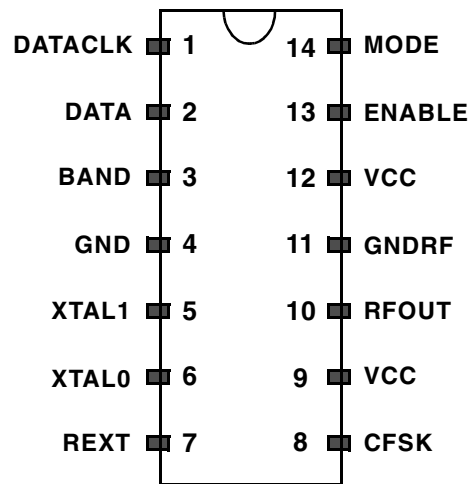 DATACLK 1 14 MODE
DATA 2 13 ENABLE
BAND 3 12 VCC
GND 4 11 GNDRF
XTAL1 5 10 RFOUT
XTAL0 6 9 VCC
REXT 7 8 CFSK